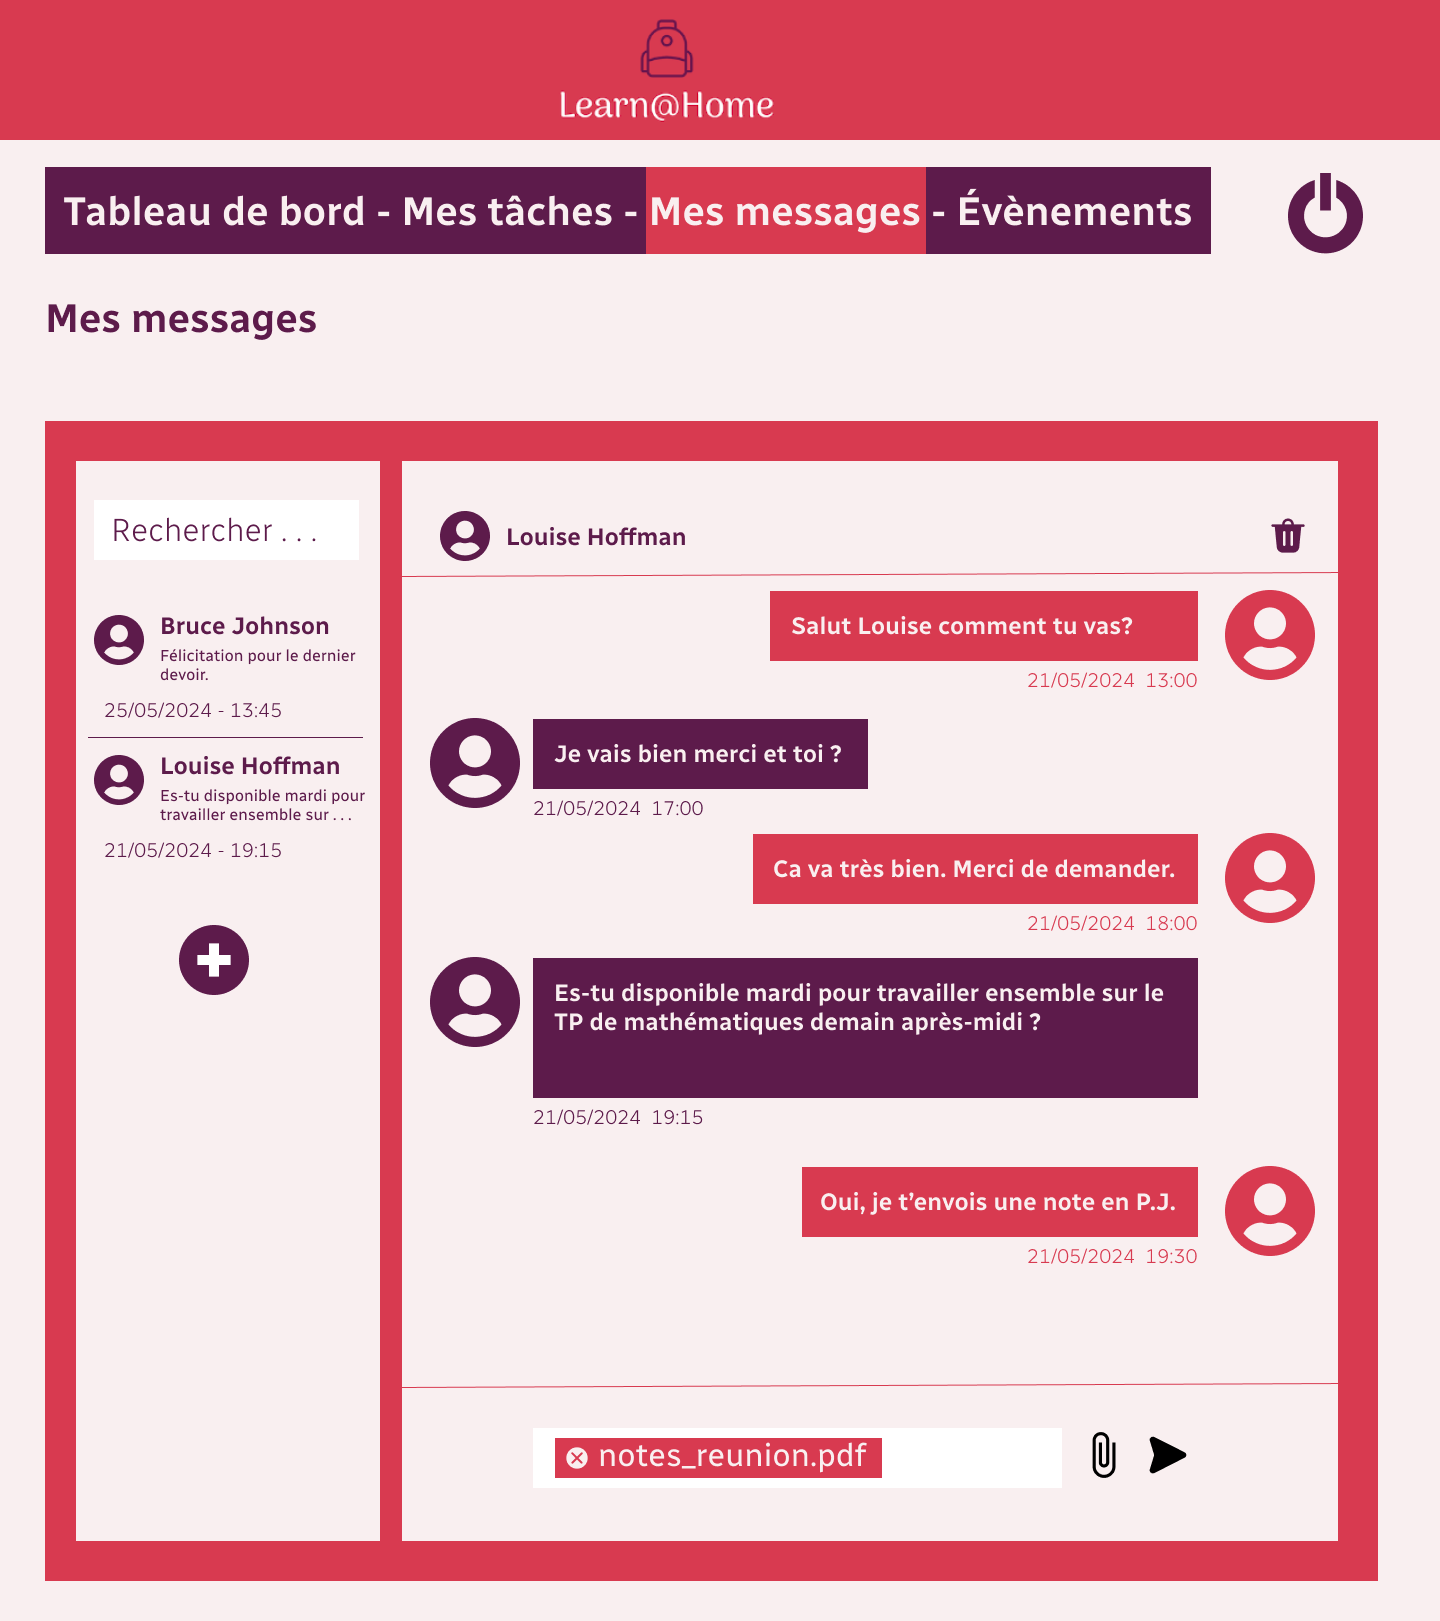 Learn@Home
Tableau de bord - Mes tâches - Mes messages - Évènements
Mes messages
Rechercher . . .
Bruce Johnson
Félicitation pour le dernier
devoir.
25/05/2024 - 13:45
Louise Hoffman
Es-tu disponible mardi pour
travailler ensemble sur . . .
21/05/2024 - 19:15
Louise Hoffman
Salut Louise comment tu vas?
21/05/2024 13:00
Je vais bien merci et toi ?
21/05/2024 17:00
Ca va très bien. Merci de demander.
21/05/2024 18:00
Es-tu disponible mardi pour travailler ensemble sur le
TP de mathématiques demain après-midi ?
21/05/2024 19:15
Oui, je t’envois une note en P.J.
21/05/2024 19:30
notes_reunion.pdf